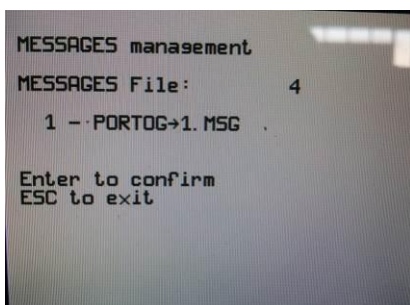 MESSAGES management
MESSAGES File: 4
1 - PORTOG→1.MSG
Enter to confirm
ESC to exit